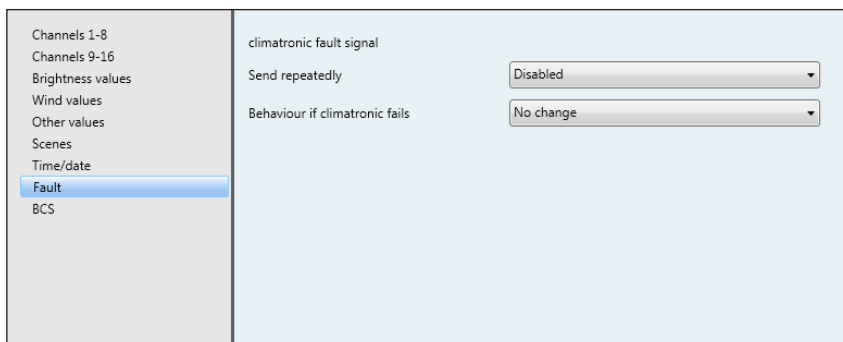 Channels 1-8
Channels 9-16
Brightness values
Wind values
Other values
Scenes
Time/date
Fault
BCS
climatronic fault signal
Send repeatedly Disabled
Behaviour if climatronic fails No change